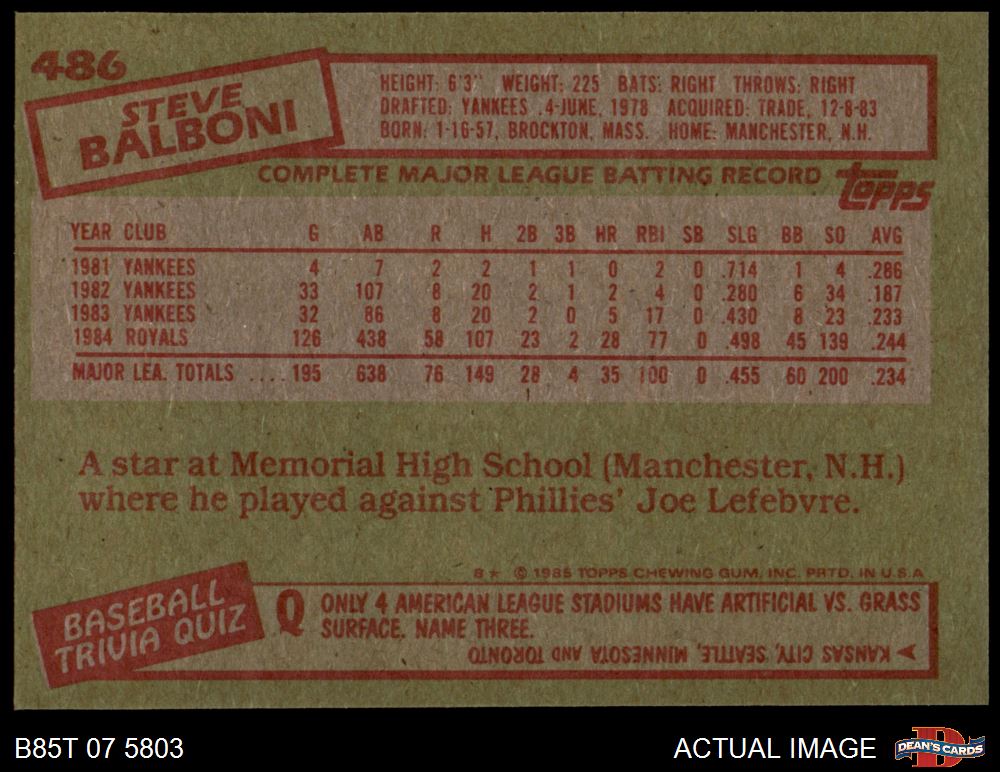 486
STEVE
BALBONI
HEIGHT: 6'3" WEIGHT: 225 BATS: RIGHT THROWS: RIGHT
DRAFTED: YANKEES .4-JUNE, 1978 ACQUIRED: TRADE, 12-8-83
BORN: 1-16-57, BROCKTON, MASS. HOME: MANCHESTER, N.H.
COMPLETE MAJOR LEAGUE BATTING RECORD
topps
YEAR CLUB G AB R H 2B 3B HR RBI SB SLG BB SO AVG
1981 YANKEES 4 7 2 2 1 1 0 2 0 .714 1 4 .286
1982 YANKEES 33 107 8 20 2 1 2 4 0 .280 6 34 .187
1983 YANKEES 32 86 8 20 2 0 5 17 0 .430 8 23 .233
1984 ROYALS 126 438 58 107 23 2 28 77 0 .498 45 139 .244
MAJOR LEA. TOTALS .... 195 638 76 149 28 4 35 100 0 .455 60 200 .234
A star at Memorial High School (Manchester, N.H.)
where he played against Phillies' Joe Lefebvre.
B* © 1985 TOPPS CHEWING GUM, INC. PRTD. IN U.S.A.
BASEBALL
TRIVIA QUIZ
Q ONLY 4 AMERICAN LEAGUE STADIUMS HAVE ARTIFICIAL VS. GRASS
SURFACE. NAME THREE.
KANSAS CITY, SEATTLE, MINNESOTA AND TORONTO
B85T 07 5803
ACTUAL IMAGE
D
DEAN'S CARDS